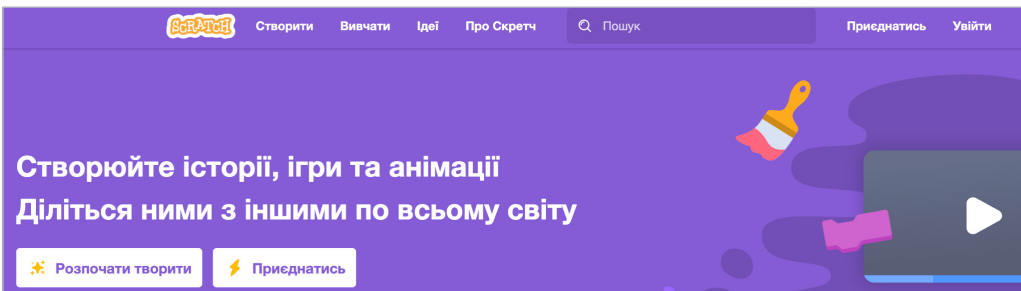 SCRATCH Створити Вивчати Ідеї Про Скретч Пошук Приєднатись Увійти
Створюйте історії, ігри та анімації
Діліться ними з іншими по всьому світу
Розпочати творити Приєднатись